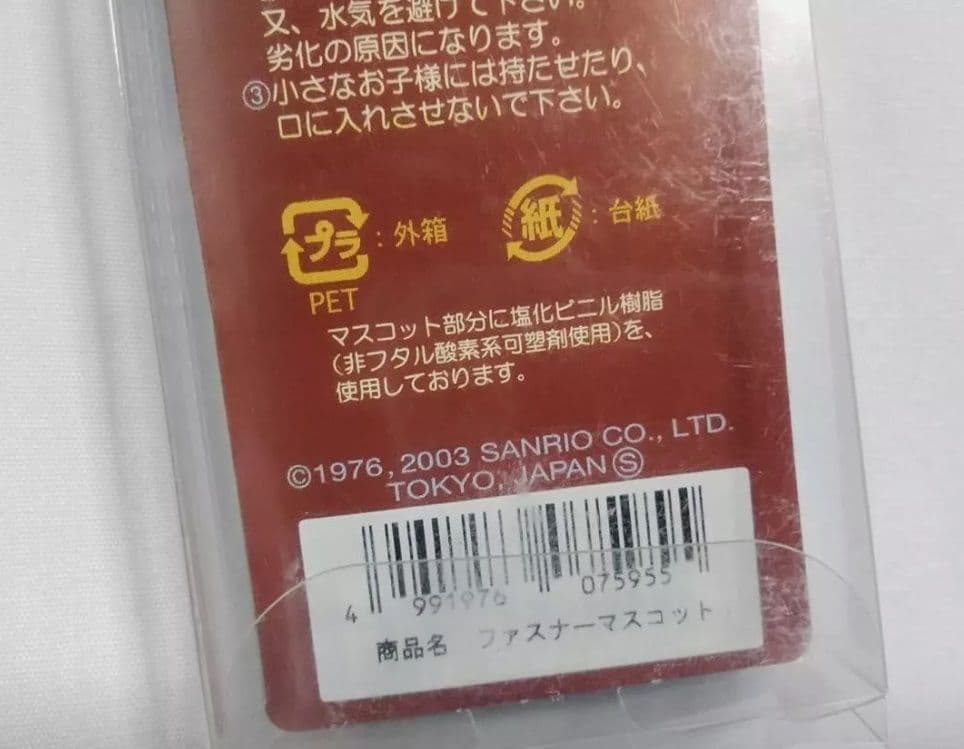 又、水気を避けて下さい。
劣化の原因になります。
③小さなお子様には持たせたり、
口に入れさせないで下さい。
プラ：外箱
紙：台紙
PET
マスコット部分に塩化ビニル樹脂
(非フタル酸素系可塑剤使用)を、
使用しております。
©1976, 2003 SANRIO CO., LTD.
TOKYO, JAPAN Ⓢ
4 991976 075955
商品名 ファスナーマスコット